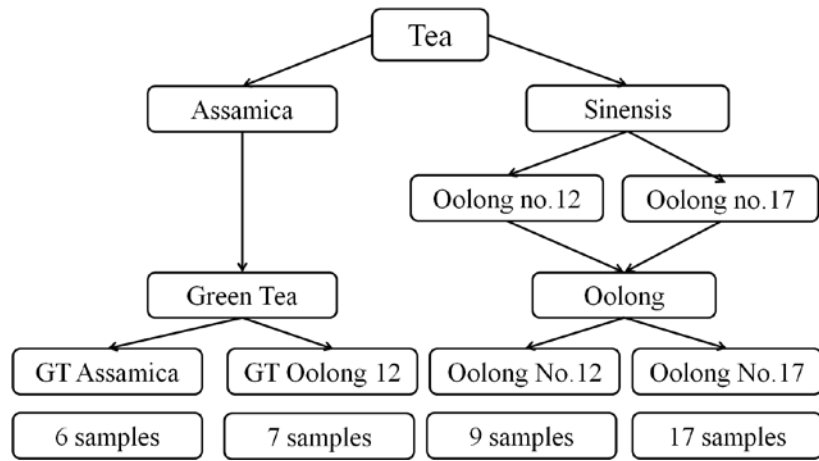 Tea
Assamica
Sinensis
Oolong no.12
Oolong no.17
Green Tea
Oolong
GT Assamica
GT Oolong 12
Oolong No.12
Oolong No.17
6 samples
7 samples
9 samples
17 samples